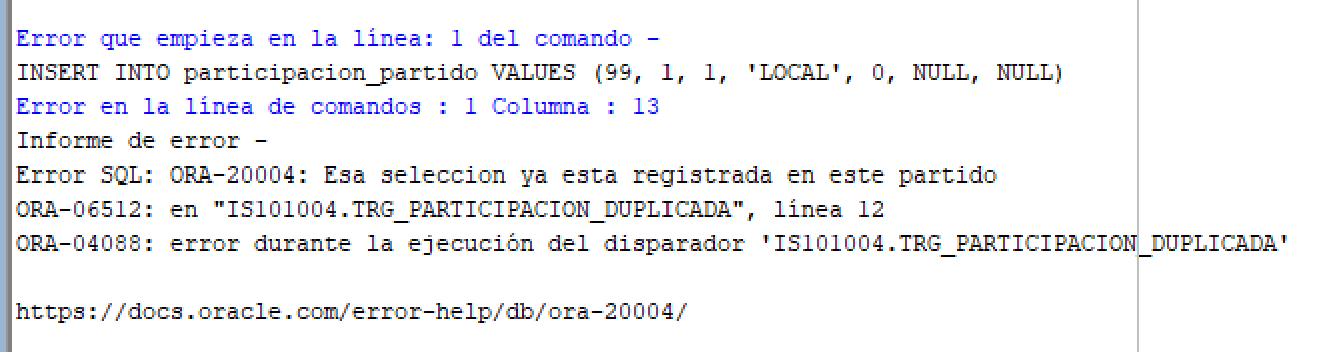 Error que empieza en la línea: 1 del comando -
INSERT INTO participacion_partido VALUES (99, 1, 1, 'LOCAL', 0, NULL, NULL)
Error en la línea de comandos : 1 Columna : 13
Informe de error -
Error SQL: ORA-20004: Esa seleccion ya esta registrada en este partido
ORA-06512: en "IS101004.TRG_PARTICIPACION_DUPLICADA", línea 12
ORA-04088: error durante la ejecución del disparador 'IS101004.TRG_PARTICIPACION_DUPLICADA'
https://docs.oracle.com/error-help/db/ora-20004/